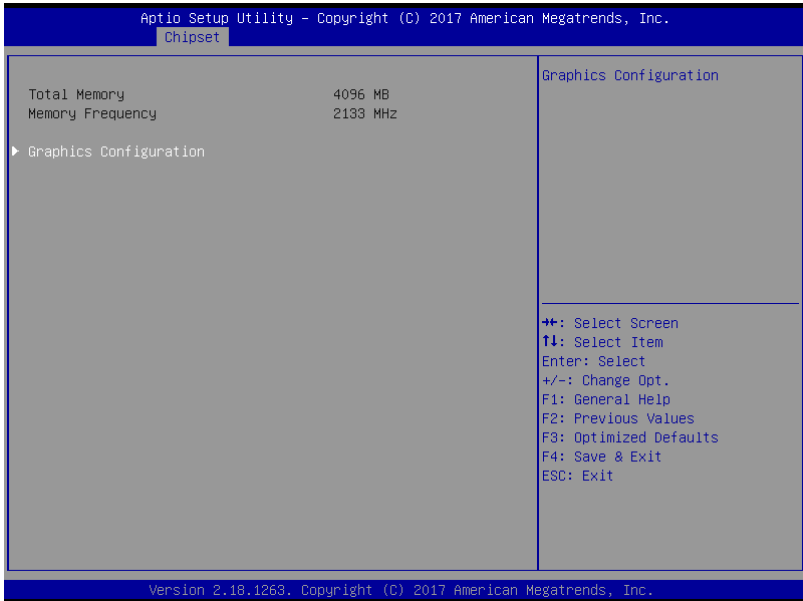 Aptio Setup Utility – Copyright (C) 2017 American Megatrends, Inc.
Chipset
Total Memory 4096 MB
Memory Frequency 2133 MHz
Graphics Configuration
Graphics Configuration
→←: Select Screen
↑↓: Select Item
Enter: Select
+/-: Change Opt.
F1: General Help
F2: Previous Values
F3: Optimized Defaults
F4: Save & Exit
ESC: Exit
Version 2.18.1263. Copyright (C) 2017 American Megatrends, Inc.